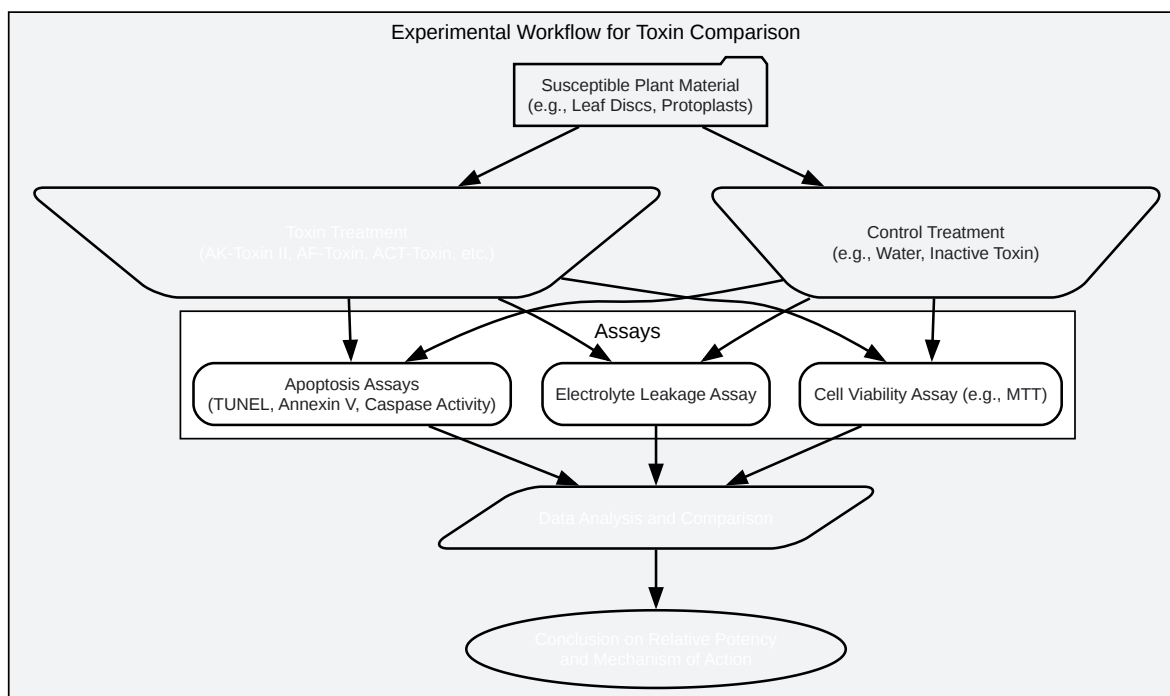 Experimental Workflow for Toxin Comparison
Susceptible Plant Material
(e.g., Leaf Discs, Protoplasts)
Toxin Treatment
(AK-Toxin II, AF-Toxin, ACT-Toxin, etc.)
Control Treatment
(e.g., Water, Inactive Toxin)
Assays
Apoptosis Assays
(TUNEL, Annexin V, Caspase Activity)
Electrolyte Leakage Assay
Cell Viability Assay (e.g., MTT)
Data Analysis and Comparison
Conclusion on Relative Potency
and Mechanism of Action